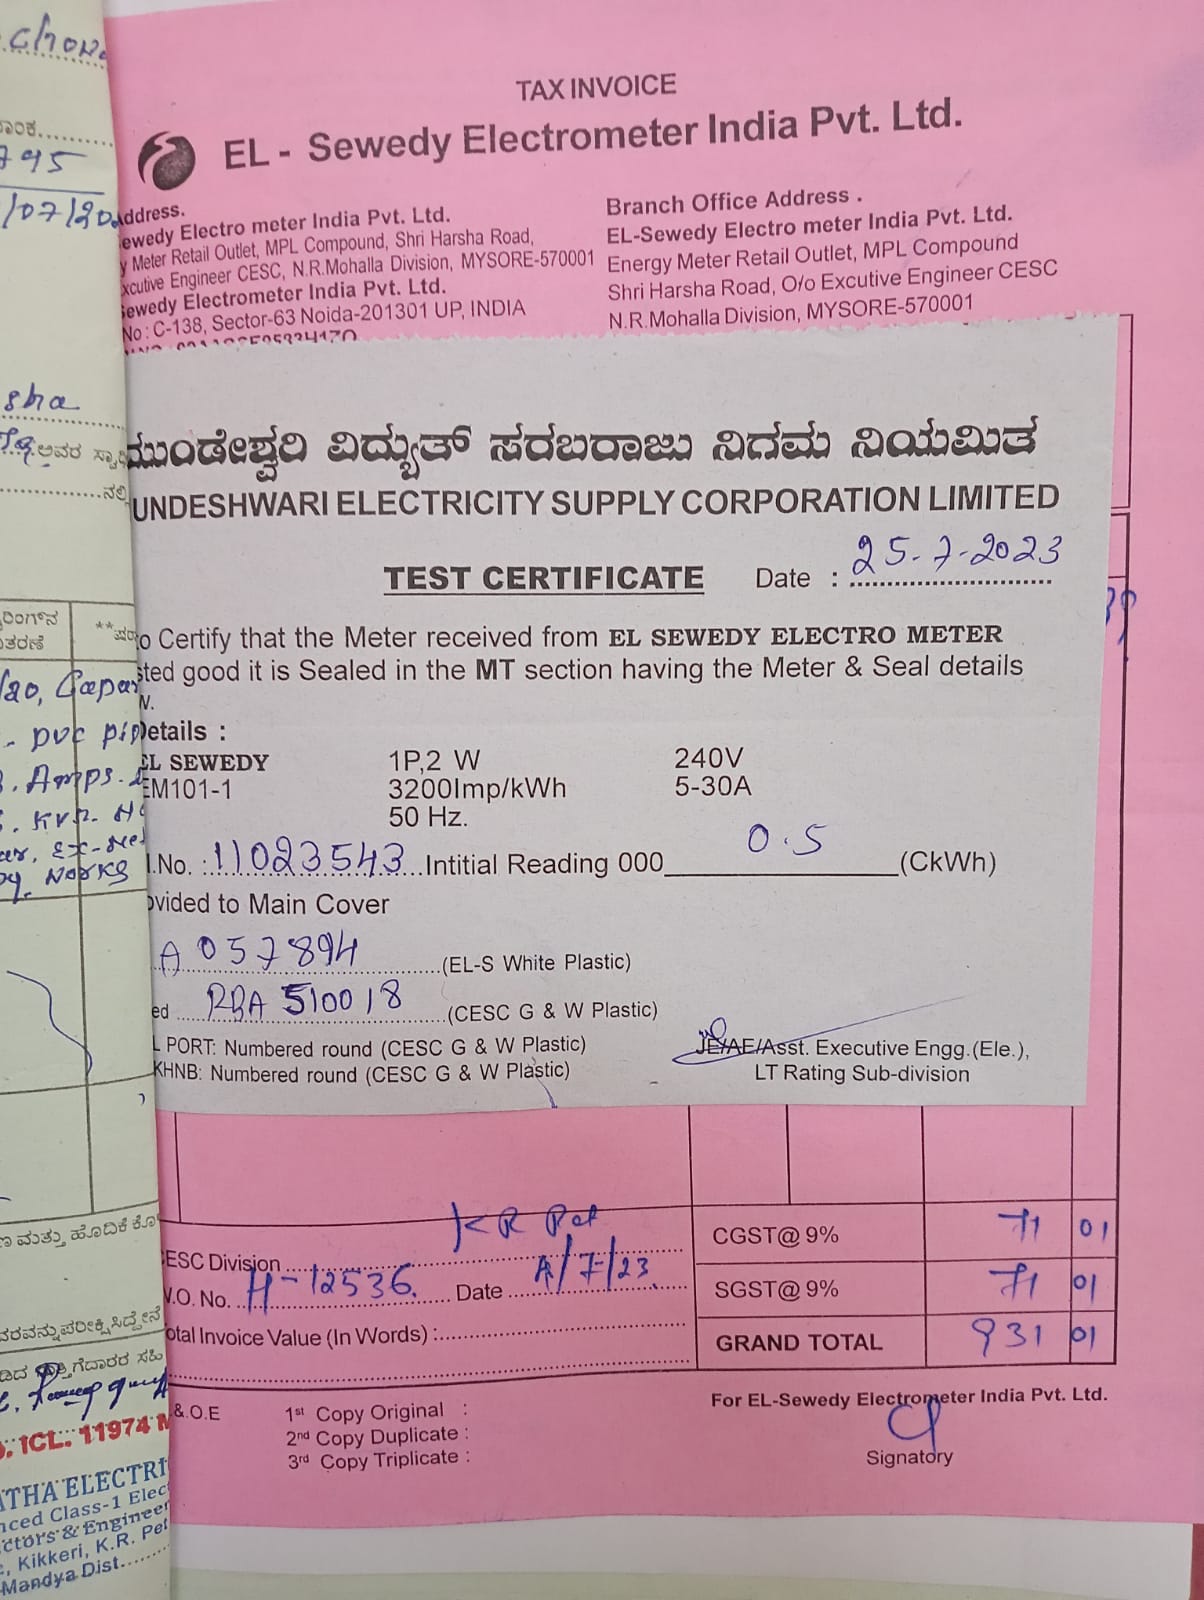 TAX INVOICE
EL - Sewedy Electrometer India Pvt. Ltd.
Address.
ewedy Electro meter India Pvt. Ltd.
y Meter Retail Outlet, MPL Compound, Shri Harsha Road,
xcutive Engineer CESC, N.R.Mohalla Division, MYSORE-570001
Sewedy Electrometer India Pvt. Ltd.
No : C-138, Sector-63 Noida-201301 UP, INDIA
Branch Office Address .
EL-Sewedy Electro meter India Pvt. Ltd.
Energy Meter Retail Outlet, MPL Compound
Shri Harsha Road, O/o Excutive Engineer CESC
N.R.Mohalla Division, MYSORE-570001
ಮುಂಡೇಶ್ವರಿ ವಿದ್ಯುತ್ ಸರಬರಾಜು ನಿಗಮ ನಿಯಮಿತ
UNDESHWARI ELECTRICITY SUPPLY CORPORATION LIMITED
TEST CERTIFICATE Date : 25-7-2023
o Certify that the Meter received from EL SEWEDY ELECTRO METER
sted good it is Sealed in the MT section having the Meter & Seal details
w.
Details :
EL SEWEDY 1P,2 W 240V
EM101-1 3200Imp/kWh 5-30A
50 Hz.
l.No. : 11023543 Intitial Reading 000 0.5 (CkWh)
ovided to Main Cover
A 057894 (EL-S White Plastic)
ed RBA 510018 (CESC G & W Plastic)
L PORT: Numbered round (CESC G & W Plastic)
KHNB: Numbered round (CESC G & W Plastic)
JE/AE/Asst. Executive Engg.(Ele.),
LT Rating Sub-division
CGST@ 9% 71 01
SGST@ 9% 71 01
GRAND TOTAL 931 01
ESC Division K R Pet
V.O. No. H-12536. Date /7/23
otal Invoice Value (In Words) :
.&.O.E
1st Copy Original :
2nd Copy Duplicate :
3rd Copy Triplicate :
For EL-Sewedy Electrometer India Pvt. Ltd.
Signatory
795
/07/20
sha
ಅವರ
/20,
- PVC pip
. Amps.
. Works
ಮತ್ತು ಹೊದಿಕೆ
. ICL. 11974
ATHA ELECTRI
nced Class-1 Elec
ctors & Engineer
, Kikkeri, K.R. Pet
Mandya Dist.